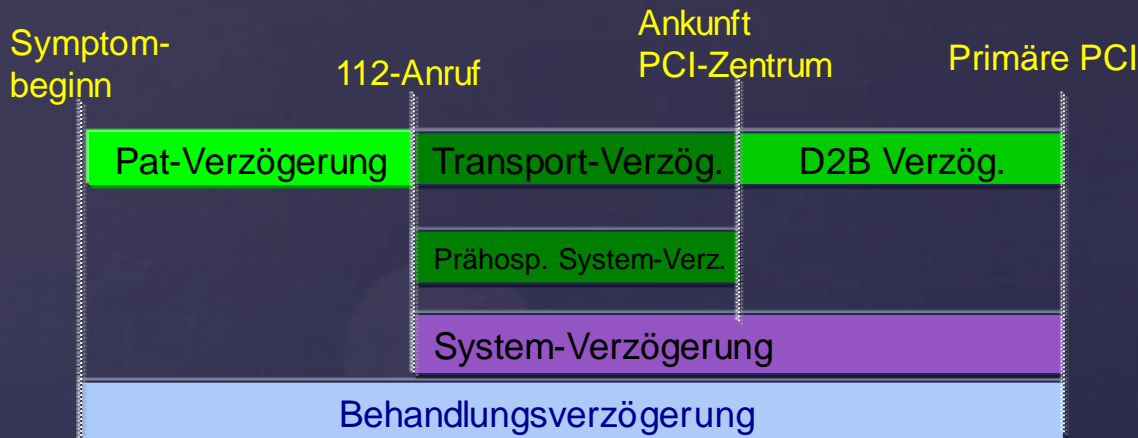 Symptom-
beginn
112-Anruf
Ankunft
PCI-Zentrum
Primäre PCI
Pat-Verzögerung
Transport-Verzög.
D2B Verzög.
Prähosp. System-Verz.
System-Verzögerung
Behandlungsverzögerung